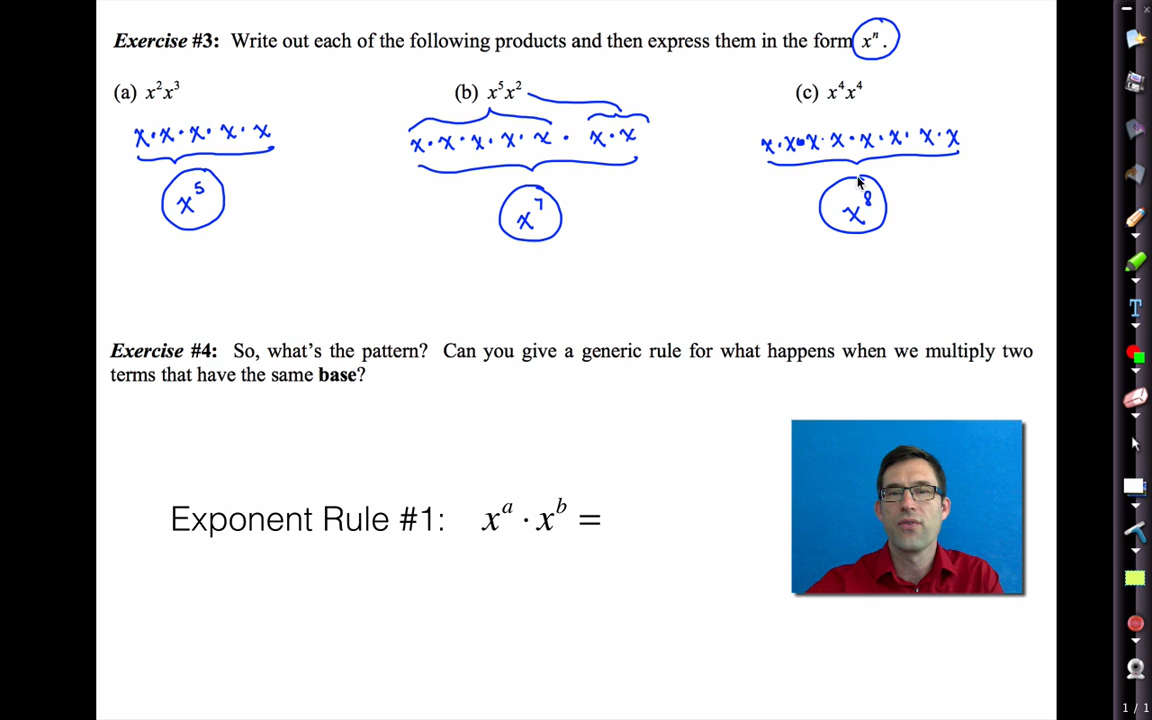 Exercise #3: Write out each of the following products and then express them in the form xⁿ.
(a) x²x³ (b) x⁵x² (c) x⁴x⁴
x·x·x·x·x x·x·x·x·x · x·x x·x·x·x·x·x·x·x
x⁵ x⁷ x⁸
Exercise #4: So, what's the pattern? Can you give a generic rule for what happens when we multiply two
terms that have the same base?
Exponent Rule #1: xᵃ · xᵇ =
T
1 / 1